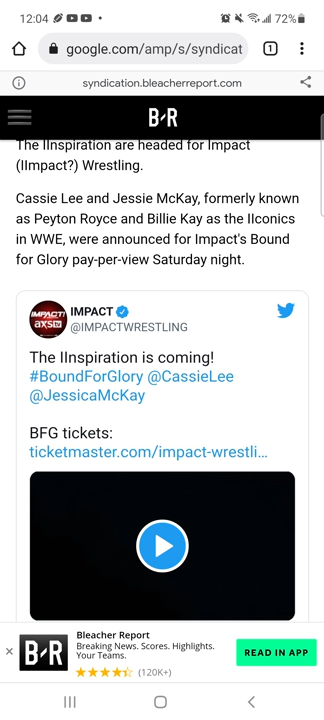 12:04
72%
google.com/amp/s/syndicat
1
syndication.bleacherreport.com
B/R
The IInspiration are headed for Impact
(IImpact?) Wrestling.
Cassie Lee and Jessie McKay, formerly known
as Peyton Royce and Billie Kay as the IIconics
in WWE, were announced for Impact's Bound
for Glory pay-per-view Saturday night.
IMPACT!
axstv
IMPACT
@IMPACTWRESTLING
The IInspiration is coming!
#BoundForGlory @CassieLee
@JessicaMcKay
BFG tickets:
ticketmaster.com/impact-wrestli...
B/R
Bleacher Report
Breaking News. Scores. Highlights.
Your Teams.
(120K+)
READ IN APP